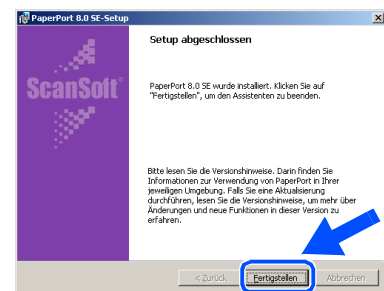 PaperPort 8.0 SE-Setup
Setup abgeschlossen
ScanSoft®
PaperPort 8.0 SE wurde installiert. Klicken Sie auf
"Fertigstellen", um den Assistenten zu beenden.
Bitte lesen Sie die Versionshinweise. Darin finden Sie
Informationen zur Verwendung von PaperPort in Ihrer
jeweiligen Umgebung. Falls Sie eine Aktualisierung
durchführen, lesen Sie die Versionshinweise, um mehr über
Änderungen und neue Funktionen in dieser Version zu
erfahren.
< Zurück Fertigstellen Abbrechen